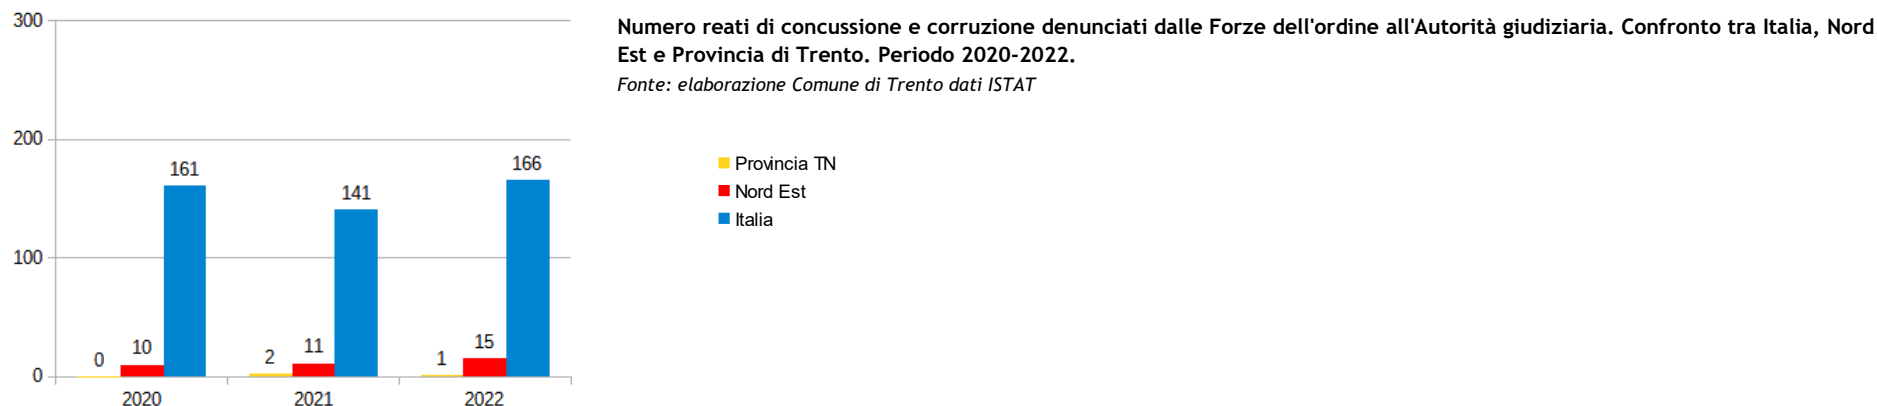 Numero reati di concussione e corruzione denunciati dalle Forze dell'ordine all'Autorità giudiziaria. Confronto tra Italia, Nord
Est e Provincia di Trento. Periodo 2020-2022.
Fonte: elaborazione Comune di Trento dati ISTAT
Provincia TN
Nord Est
Italia
300
200
100
0
0
10
161
2
11
141
1
15
166
2020
2021
2022